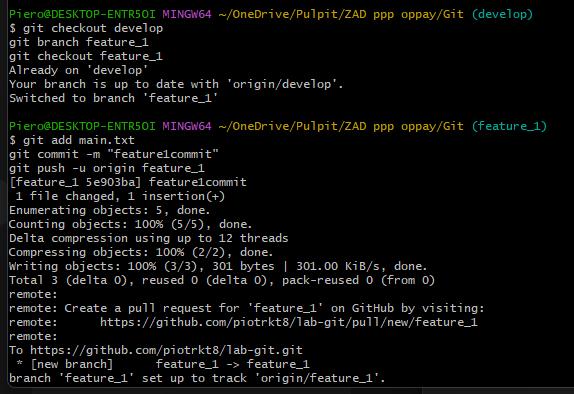 Piero@DESKTOP-ENTR5OI MINGW64 ~/OneDrive/Pulpit/ZAD ppp oppay/Git (develop)
$ git checkout develop
git branch feature_1
git checkout feature_1
Already on 'develop'
Your branch is up to date with 'origin/develop'.
Switched to branch 'feature_1'

Piero@DESKTOP-ENTR5OI MINGW64 ~/OneDrive/Pulpit/ZAD ppp oppay/Git (feature_1)
$ git add main.txt
git commit -m "feature1commit"
git push -u origin feature_1
[feature_1 5e903ba] feature1commit
 1 file changed, 1 insertion(+)
Enumerating objects: 5, done.
Counting objects: 100% (5/5), done.
Delta compression using up to 12 threads
Compressing objects: 100% (2/2), done.
Writing objects: 100% (3/3), 301 bytes | 301.00 KiB/s, done.
Total 3 (delta 0), reused 0 (delta 0), pack-reused 0 (from 0)
remote:
remote: Create a pull request for 'feature_1' on GitHub by visiting:
remote:      https://github.com/piotrkt8/lab-git/pull/new/feature_1
remote:
To https://github.com/piotrkt8/lab-git.git
 * [new branch]      feature_1 -> feature_1
branch 'feature_1' set up to track 'origin/feature_1'.